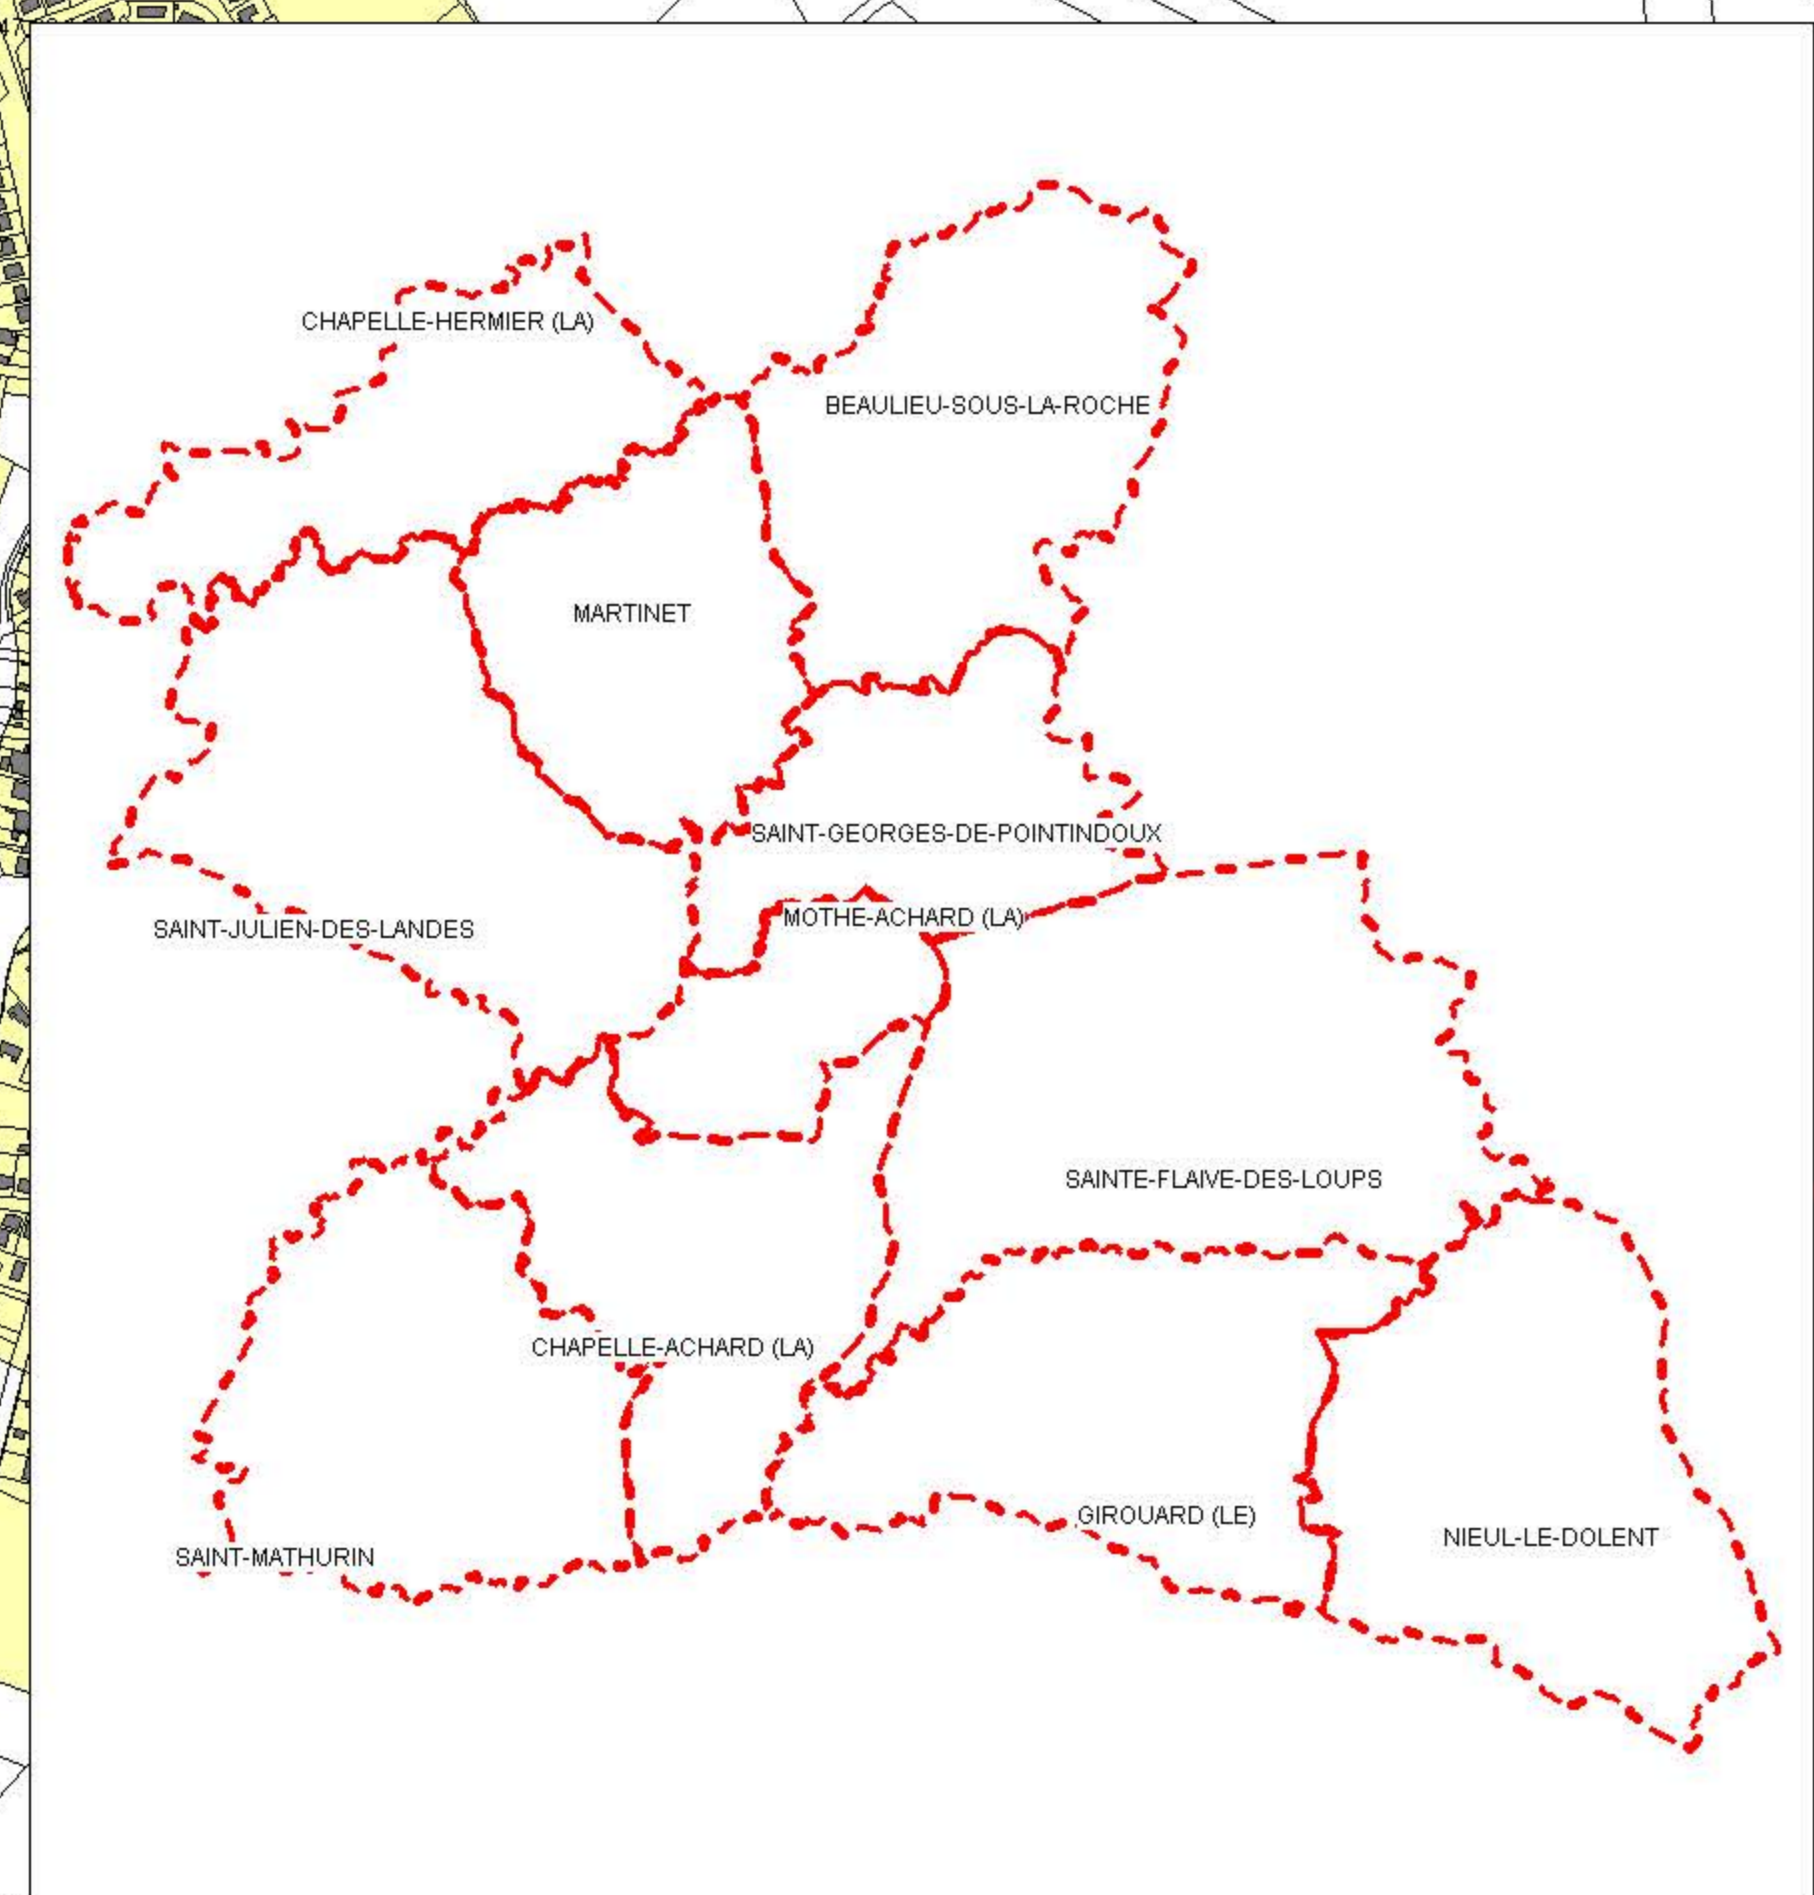 CHAPELLE-HERMIER (LA)
BEAULIEU-SOUS-LA-ROCHE
MARTINET
SAINT-GEORGES-DE-POINTINDOUX
MOTHE-ACHARD (LA)
SAINT-JULIEN-DES-LANDES
SAINTE-FLAIVE-DES-LOUPS
CHAPELLE-ACHARD (LA)
GIROUARD (LE)
NIEUL-LE-DOLENT
SAINT-MATHURIN